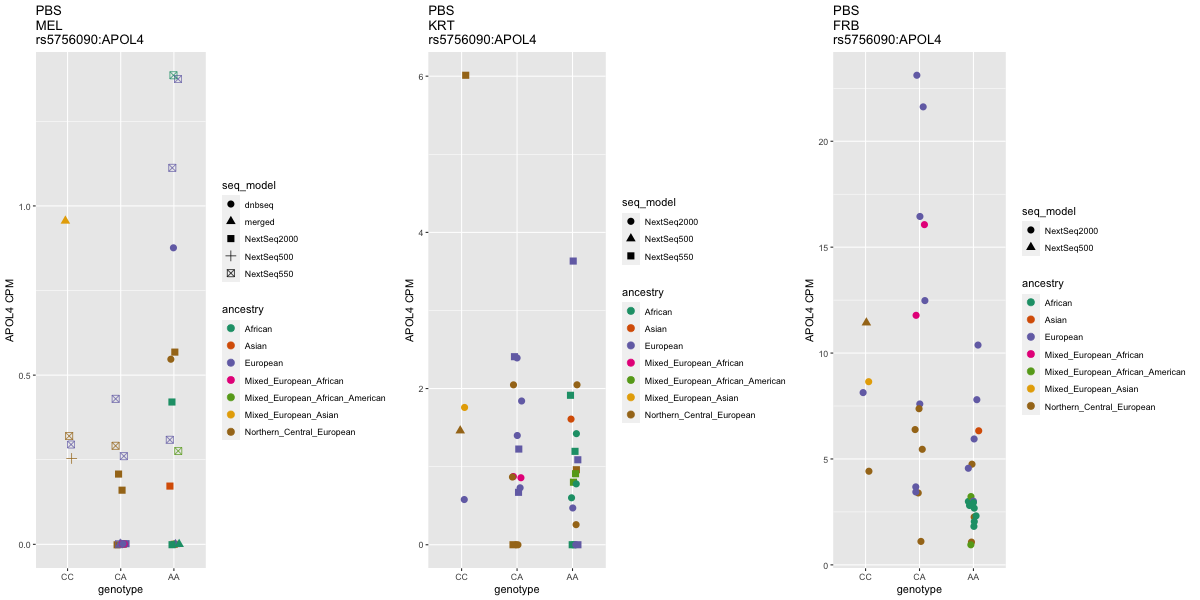 PBS
MEL
rs5756090:APOL4
APOL4 CPM
1.0
0.5
0.0
CC
CA
AA
genotype
seq_model
dnbseq
merged
NextSeq2000
NextSeq500
NextSeq550
ancestry
African
Asian
European
Mixed_European_African
Mixed_European_African_American
Mixed_European_Asian
Northern_Central_European
PBS
KRT
rs5756090:APOL4
APOL4 CPM
6
4
2
0
CC
CA
AA
genotype
seq_model
NextSeq2000
NextSeq500
NextSeq550
ancestry
African
Asian
European
Mixed_European_African
Mixed_European_African_American
Mixed_European_Asian
Northern_Central_European
PBS
FRB
rs5756090:APOL4
APOL4 CPM
20
15
10
5
0
CC
CA
AA
genotype
seq_model
NextSeq2000
NextSeq500
ancestry
African
Asian
European
Mixed_European_African
Mixed_European_African_American
Mixed_European_Asian
Northern_Central_European